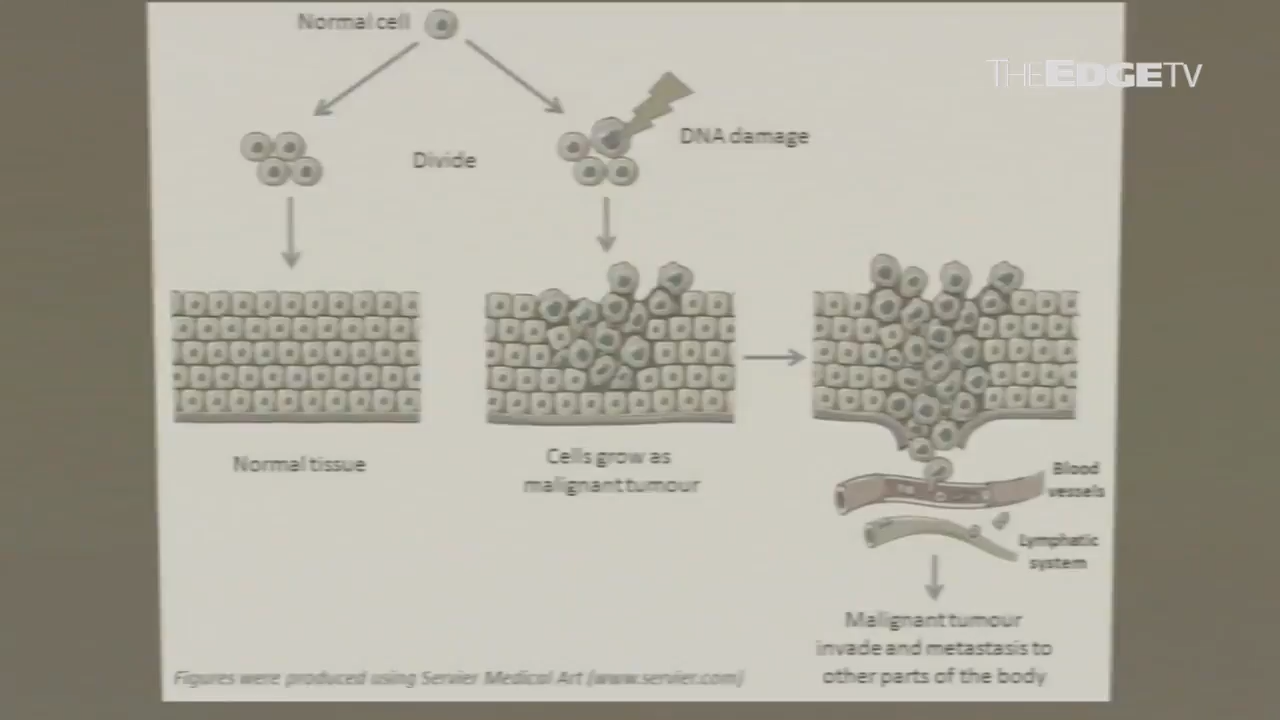 Normal cell
THEEDGETV
DNA damage
Divide
Normal tissue
Cells grow as
malignant tumour
Blood
vessels
Lymphatic
system
Malignant tumour
invade and metastasis to
other parts of the body
Figures were produced using Servier Medical Art (www.servier.com)